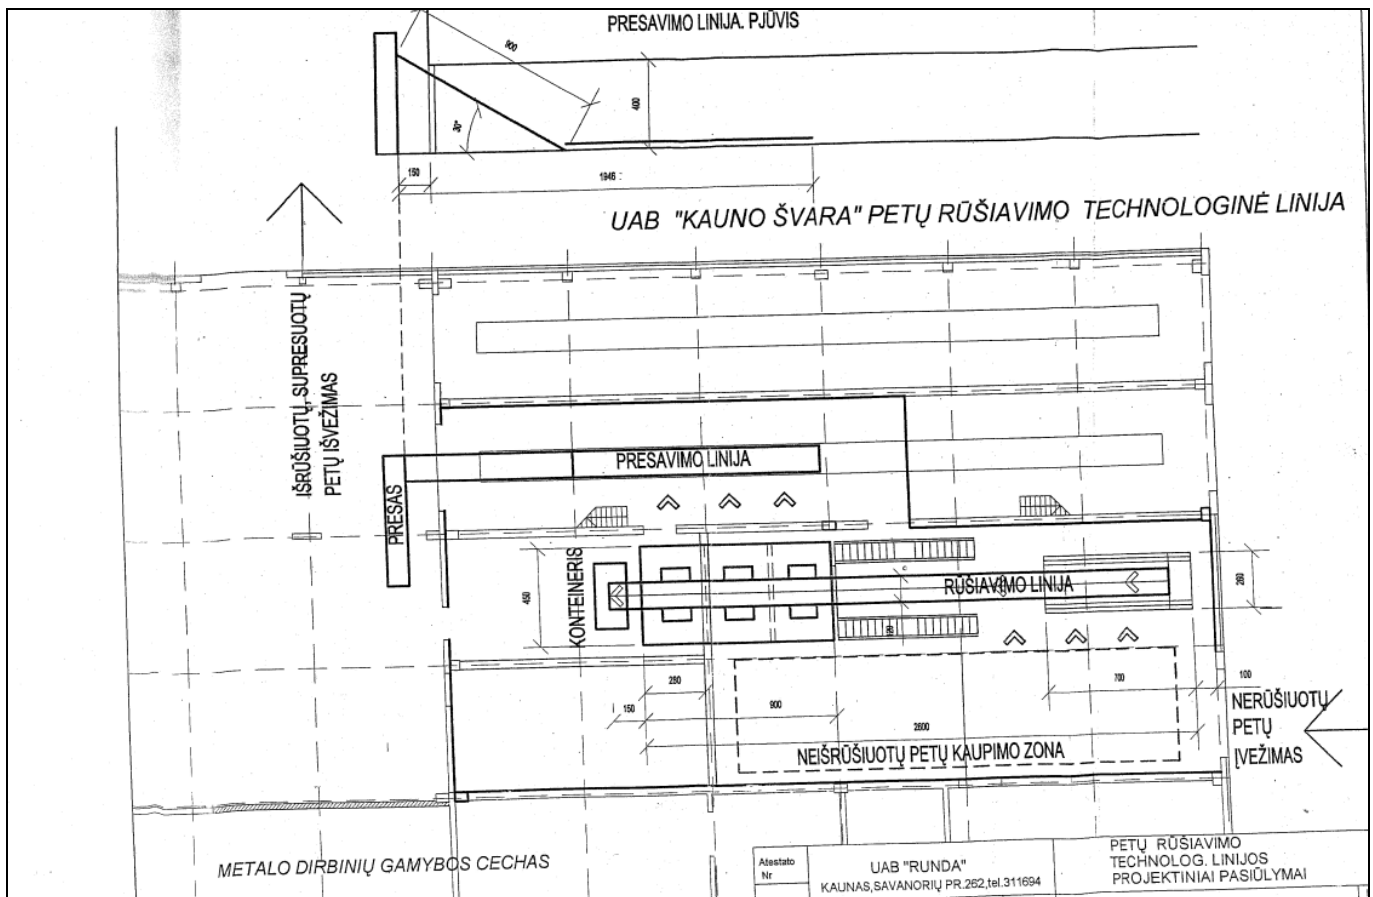 PRESAVIMO LINIJA. PJŪVIS
900
400
30°
150
1946
UAB "KAUNO ŠVARA" PETŲ RŪŠIAVIMO TECHNOLOGINĖ LINIJA
IŠRŪŠIUOTŲ, SUPRESUOTŲ
PETŲ IŠVEŽIMAS
PRESAVIMO LINIJA
PRESAS
KONTEINERIS
450
RŪŠIAVIMO LINIJA
260
120
280
700
100
150
900
2600
NERŪŠIUOTŲ
PETŲ
ĮVEŽIMAS
NEIŠRŪŠIUOTŲ PETŲ KAUPIMO ZONA
METALO DIRBINIŲ GAMYBOS CECHAS
Atestato
Nr
UAB "RUNDA"
KAUNAS,SAVANORIŲ PR.262,tel.311694
PETŲ RŪŠIAVIMO
TECHNOLOG. LINIJOS
PROJEKTINIAI PASIŪLYMAI